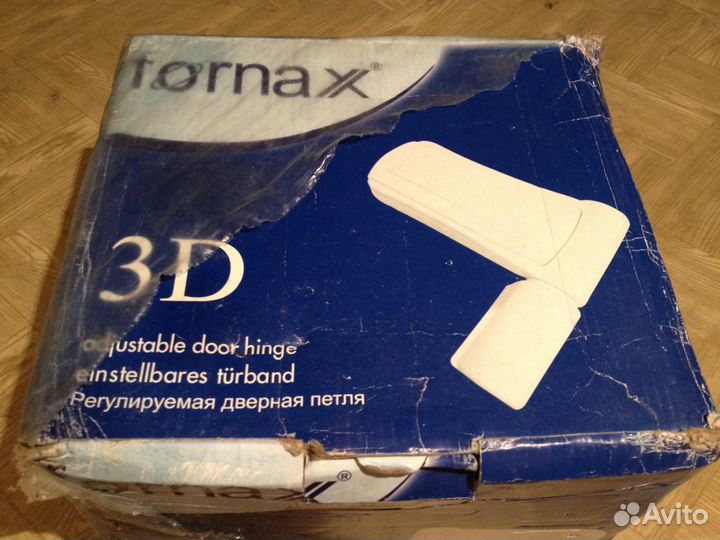 fornax®
3D
adjustable door hinge
einstellbares türband
Регулируемая дверная петля
fornax®
Avito